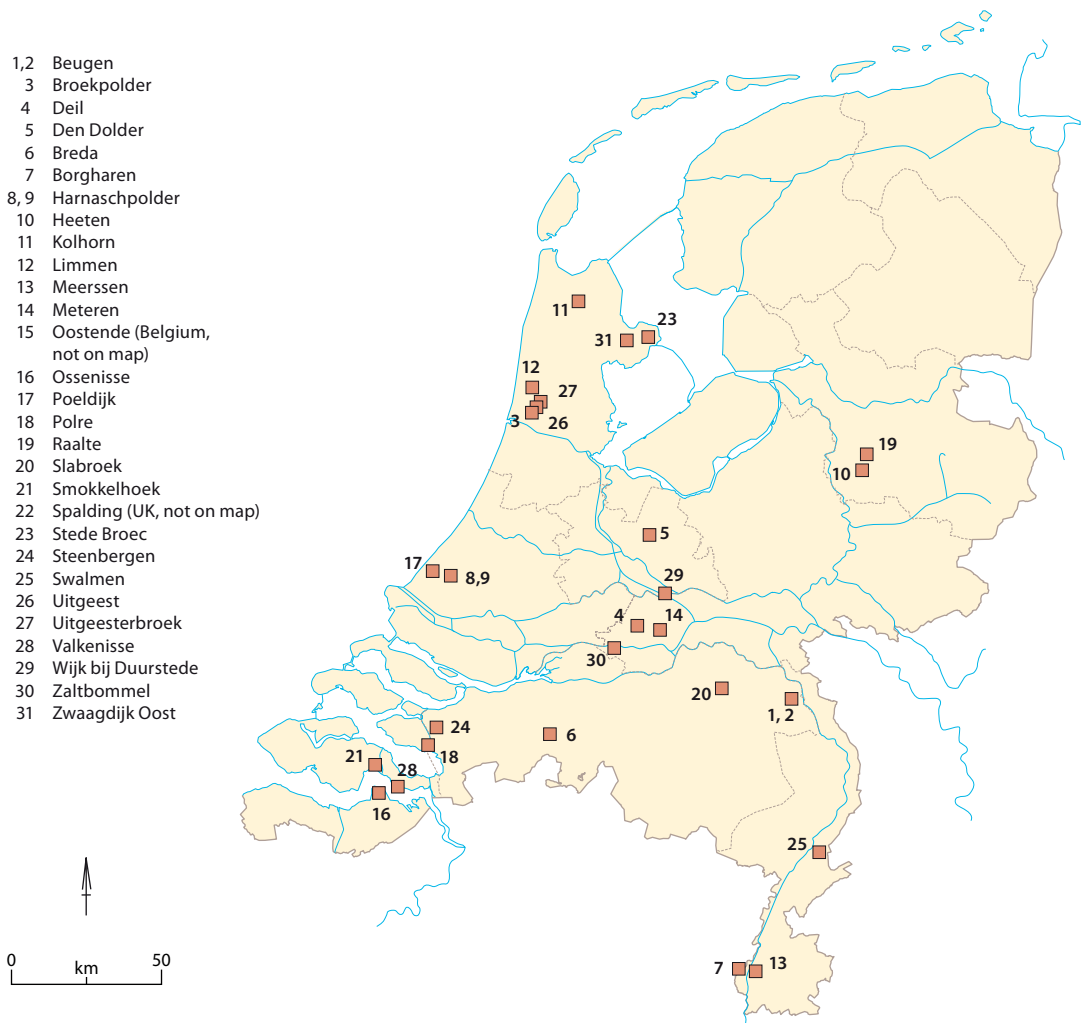 1,2 Beugen
3 Broekpolder
4 Deil
5 Den Dolder
6 Breda
7 Borgharen
8, 9 Harnaschpolder
10 Heeten
11 Kolhorn
12 Limmen
13 Meerssen
14 Meteren
15 Oostende (Belgium,
not on map)
16 Ossenisse
17 Poeldijk
18 Polre
19 Raalte
20 Slabroek
21 Smokkelhoek
22 Spalding (UK, not on map)
23 Stede Broec
24 Steenbergen
25 Swalmen
26 Uitgeest
27 Uitgeesterbroek
28 Valkenisse
29 Wijk bij Duurstede
30 Zaltbommel
31 Zwaagdijk Oost
11
23
31
12
27
3
26
19
10
5
17
8,9
29
4
14
30
20
1, 2
24
6
18
21
28
16
25
7
13
0
km
50